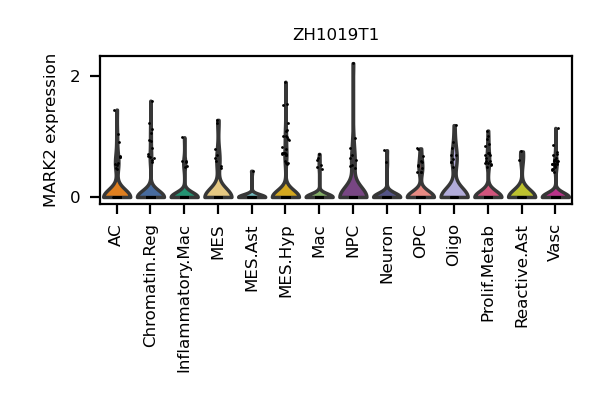 ZH1019T1
MARK2 expression
2
0
AC
Chromatin.Reg
Inflammatory.Mac
MES
MES.Ast
MES.Hyp
Mac
NPC
Neuron
OPC
Oligo
Prolif.Metab
Reactive.Ast
Vasc